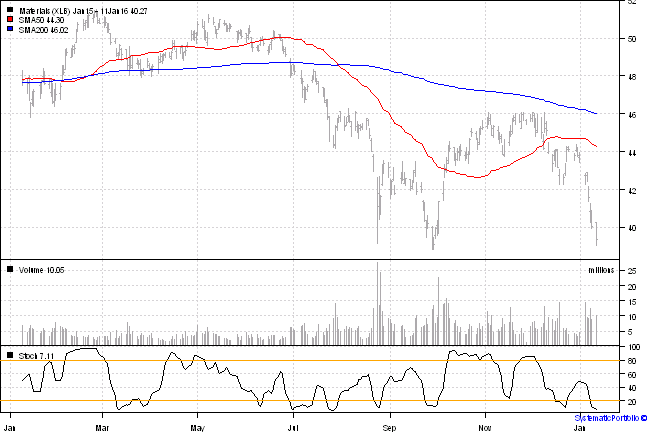 Materials (XLB) Jan 15 - 11Jan16 40.27
SMA50 44.30
SMA200 46.02
52
50
48
46
44
42
40
Volume 10.05
millions
25
20
15
10
5
Stoch 7.11
100
80
60
40
20
Jan Mar May Jul Sep Nov Jan
SystematicPortfolio ©